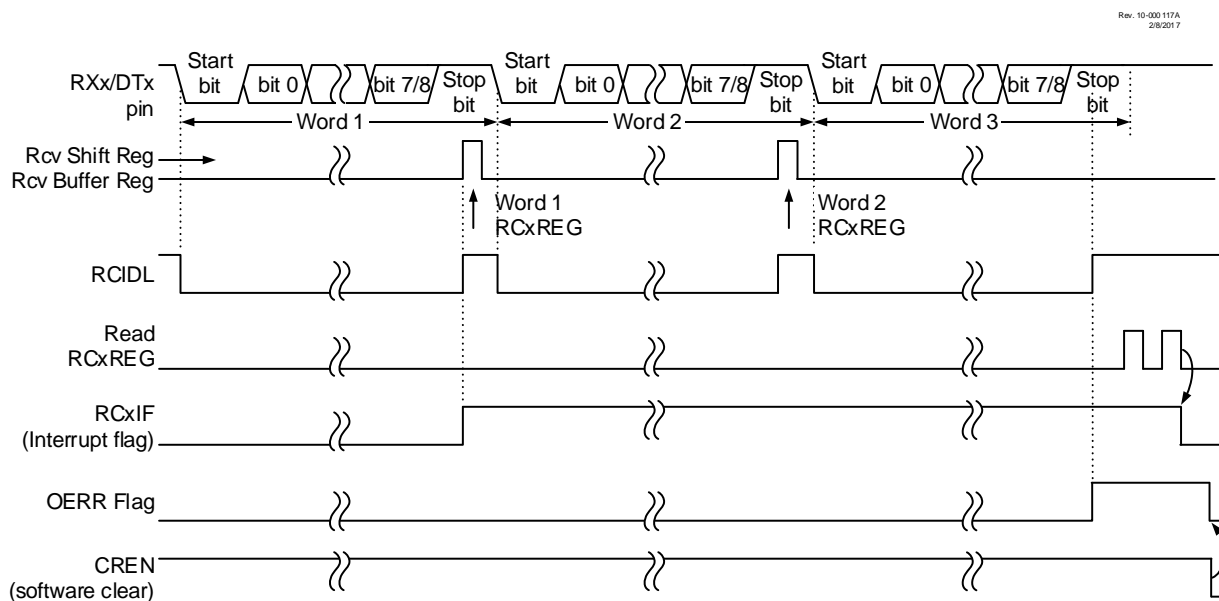 Rev. 10-000117A
2/8/2017
RXx/DTx
pin
Start
bit
bit 0
bit 7/8
Stop
bit
Start
bit
bit 0
bit 7/8
Stop
bit
Start
bit
bit 0
bit 7/8
Stop
bit
Word 1
Word 2
Word 3
Rcv Shift Reg
Rcv Buffer Reg
Word 1
RCxREG
Word 2
RCxREG
RCIDL
Read
RCxREG
RCxIF
(Interrupt flag)
OERR Flag
CREN
(software clear)